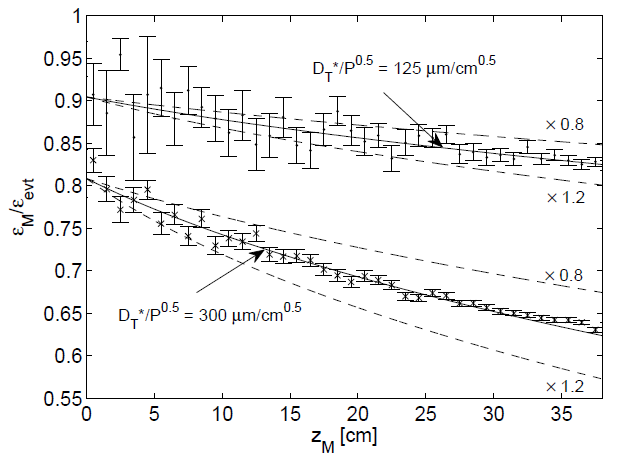 1
0.95
0.9
0.85
0.8
0.75
0.7
0.65
0.6
0.55
ε_M/ε_evt
D_T*/P^0.5 = 125 μm/cm^0.5
× 0.8
× 1.2
× 0.8
D_T*/P^0.5 = 300 μm/cm^0.5
× 1.2
0 5 10 15 20 25 30 35
z_M [cm]